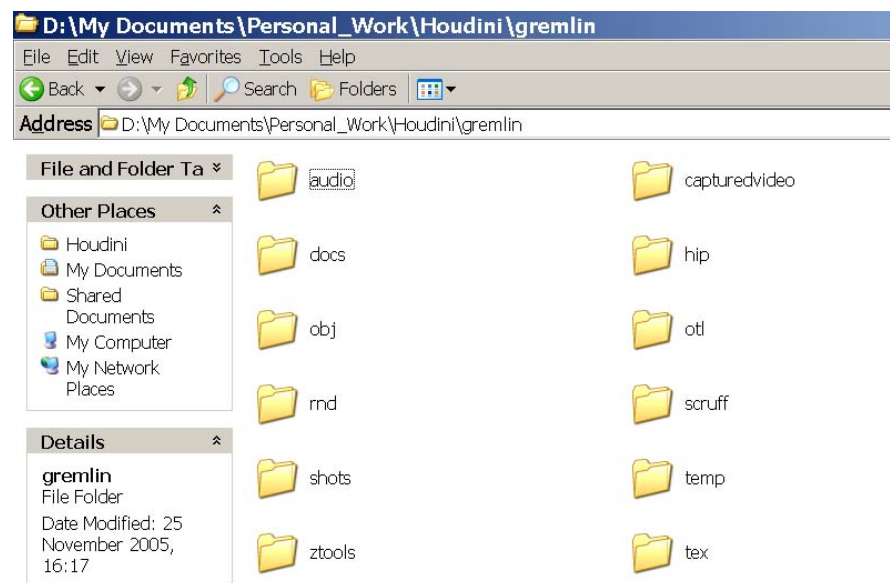 D:\My Documents\Personal_Work\Houdini\gremlin
File Edit View Favorites Tools Help
Back Search Folders
Address D:\My Documents\Personal_Work\Houdini\gremlin
File and Folder Ta
Other Places
Houdini
My Documents
Shared
Documents
My Computer
My Network
Places
Details
gremlin
File Folder
Date Modified: 25
November 2005,
16:17
audio capturedvideo
docs hip
obj otl
rnd scruff
shots temp
ztools tex